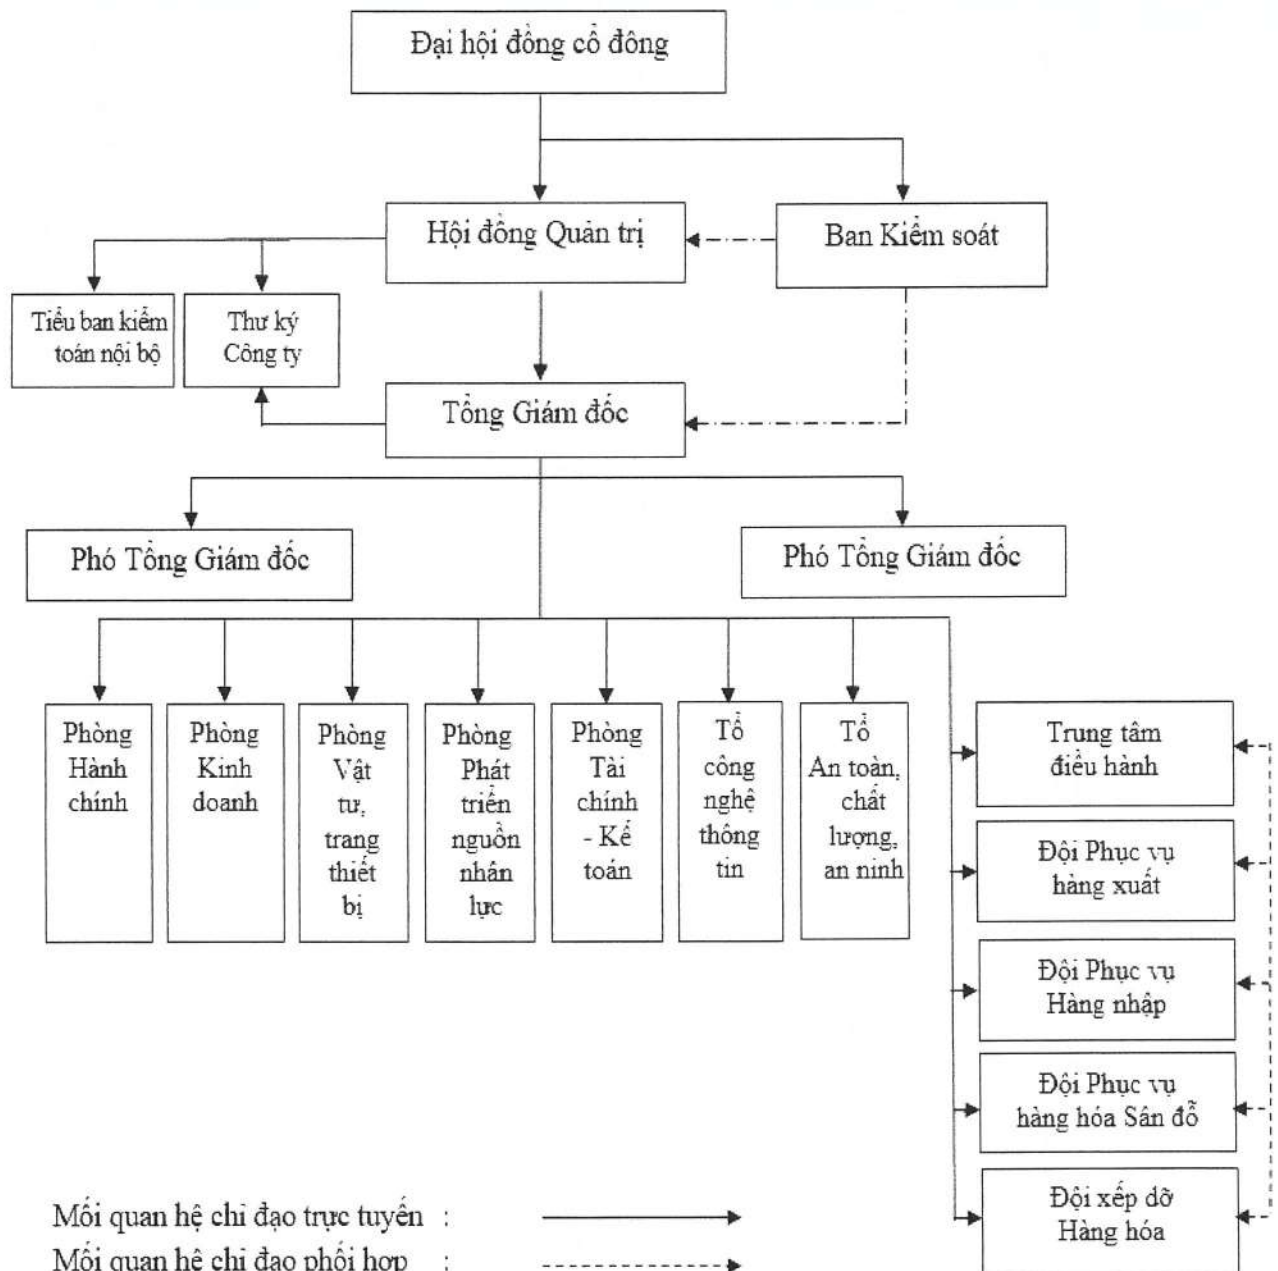 Đại hội đồng cổ đông
Hội đồng Quản trị
Ban Kiểm soát
Tiểu ban kiểm
toán nội bộ
Thư ký
Công ty
Tổng Giám đốc
Phó Tổng Giám đốc
Phó Tổng Giám đốc
Phòng
Hành
chính
Phòng
Kinh
doanh
Phòng
Vật
tư,
trang
thiết
bị
Phòng
Phát
triển
nguồn
nhân
lực
Phòng
Tài
chính
- Kế
toán
Tổ
công
nghệ
thông
tin
Tổ
An toàn,
chất
lượng,
an ninh
Trung tâm
điều hành
Đội Phục vụ
hàng xuất
Đội Phục vụ
Hàng nhập
Đội Phục vụ
hàng hóa Sân đỗ
Đội xếp dỡ
Hàng hóa
Mối quan hệ chỉ đạo trực tuyến :
Mối quan hệ chỉ đạo phối hợp :